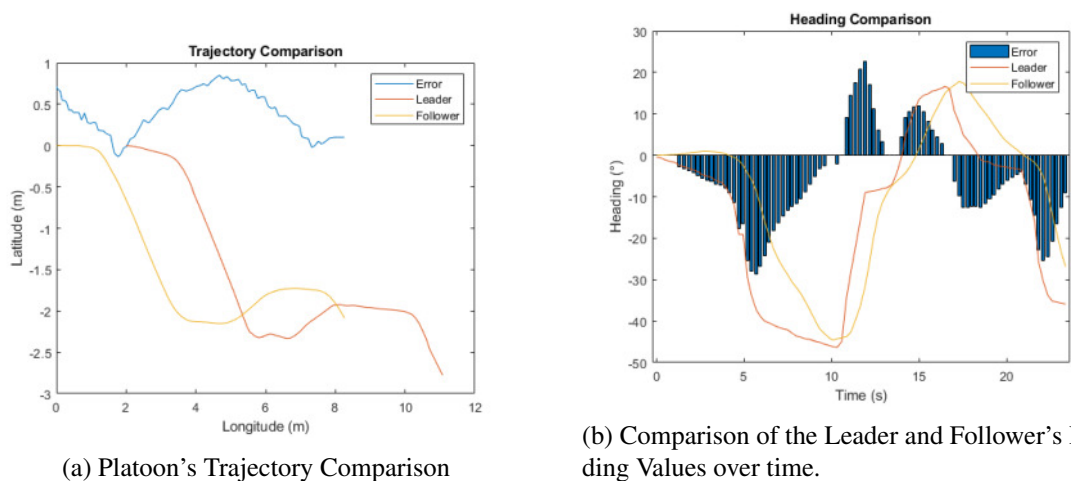 Trajectory Comparison
1
0.5
0
-0.5
-1
-1.5
-2
-2.5
-3
Latitude (m)
Error
Leader
Follower
0 2 4 6 8 10 12
Longitude (m)
(a) Platoon's Trajectory Comparison
Heading Comparison
30
20
10
0
-10
-20
-30
-40
-50
Heading (°)
Error
Leader
Follower
0 5 10 15 20
Time (s)
(b) Comparison of the Leader and Follower's
ding Values over time.